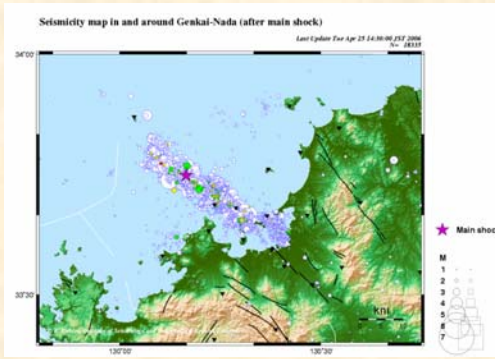 Seismicity map in and around Genkai-Nada (after main shock)
Last Update Tue Apr 25 14:30:00 JST 2006
34°00'
33°30'
130°00'
130°30'
km
Main shoc
M
1
2
3
4
5
6
7